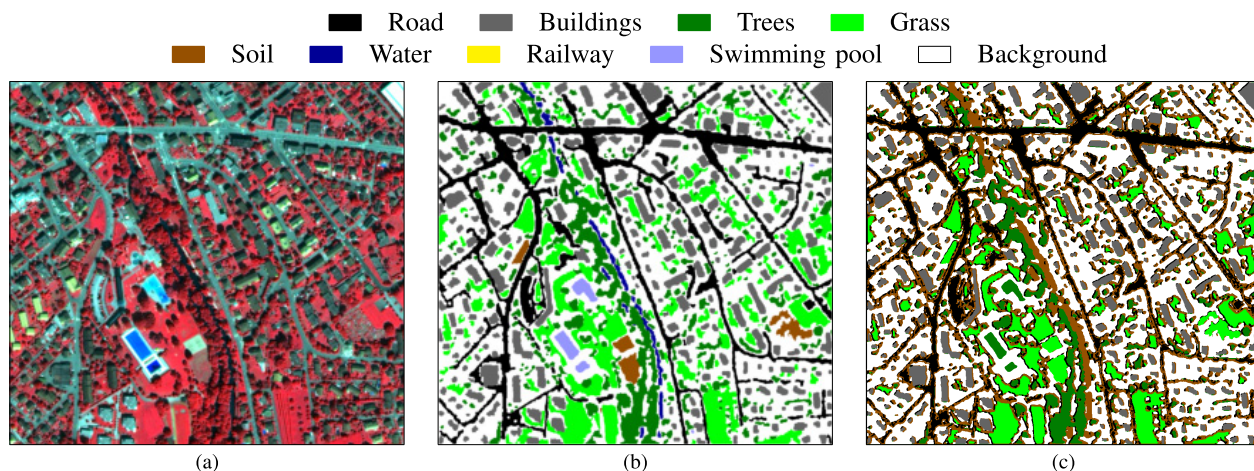 Road Buildings Trees Grass
Soil Water Railway Swimming pool Background
(a) (b) (c)